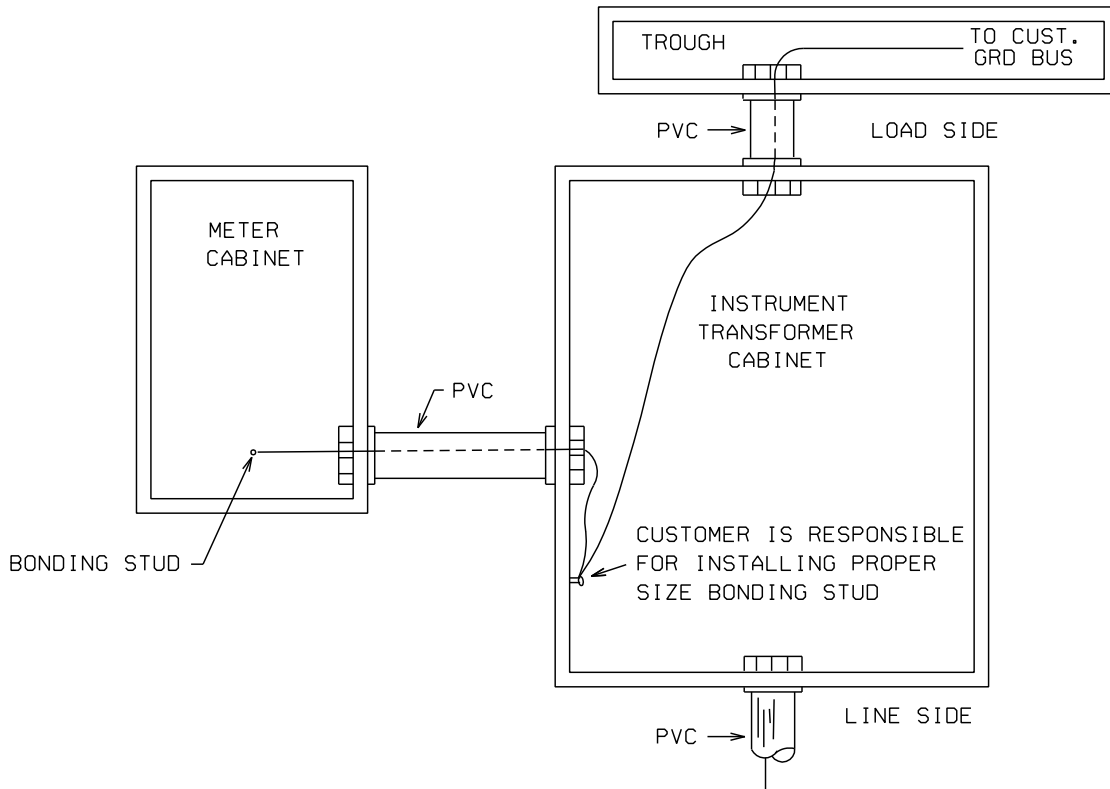 TROUGH
TO CUST.
GRD BUS
PVC
LOAD SIDE
METER
CABINET
INSTRUMENT
TRANSFORMER
CABINET
PVC
BONDING STUD
CUSTOMER IS RESPONSIBLE
FOR INSTALLING PROPER
SIZE BONDING STUD
LINE SIDE
PVC